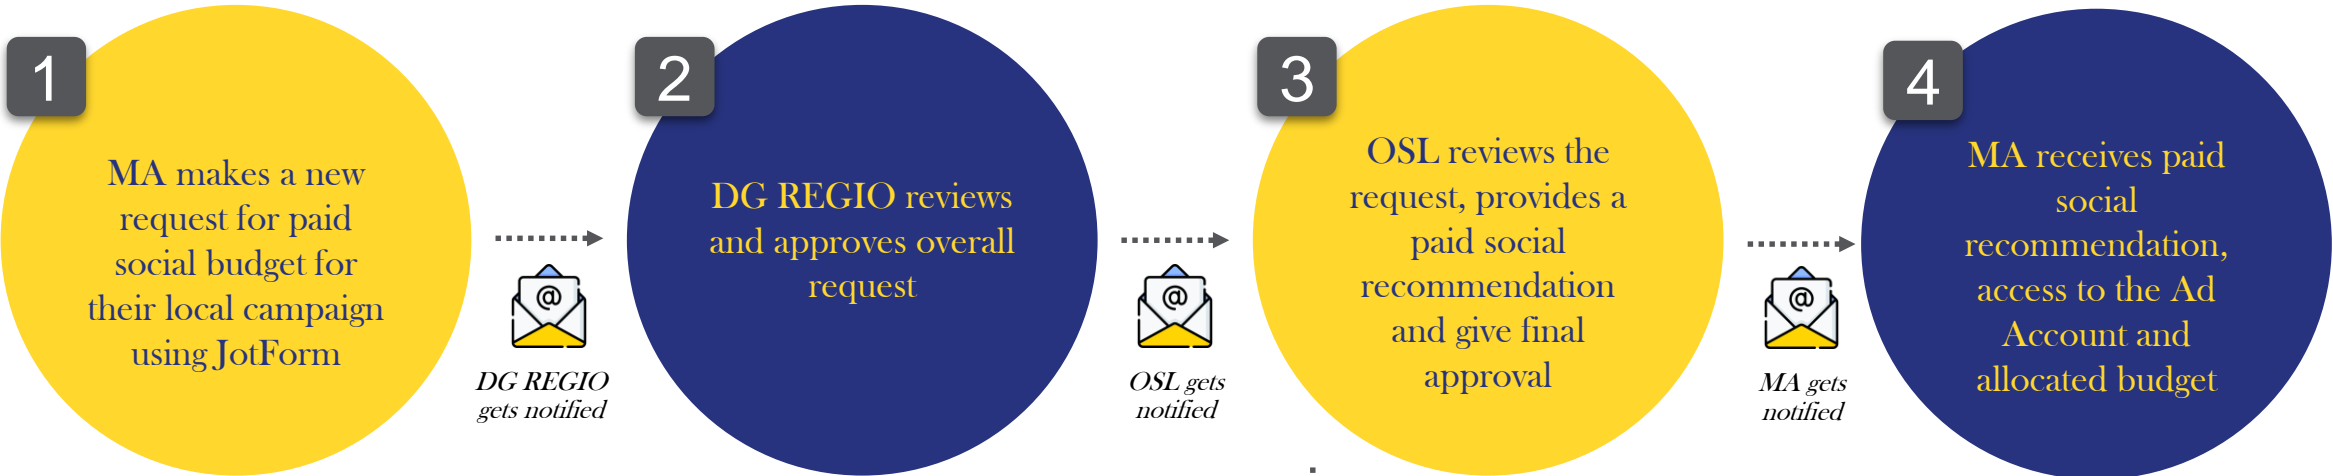 1
MA makes a new
request for paid
social budget for
their local campaign
using JotForm
@
DG REGIO
gets notified
2
DG REGIO reviews
and approves overall
request
@
OSL gets
notified
3
OSL reviews the
request, provides a
paid social
recommendation
and give final
approval
@
MA gets
notified
4
MA receives paid
social
recommendation,
access to the Ad
Account and
allocated budget